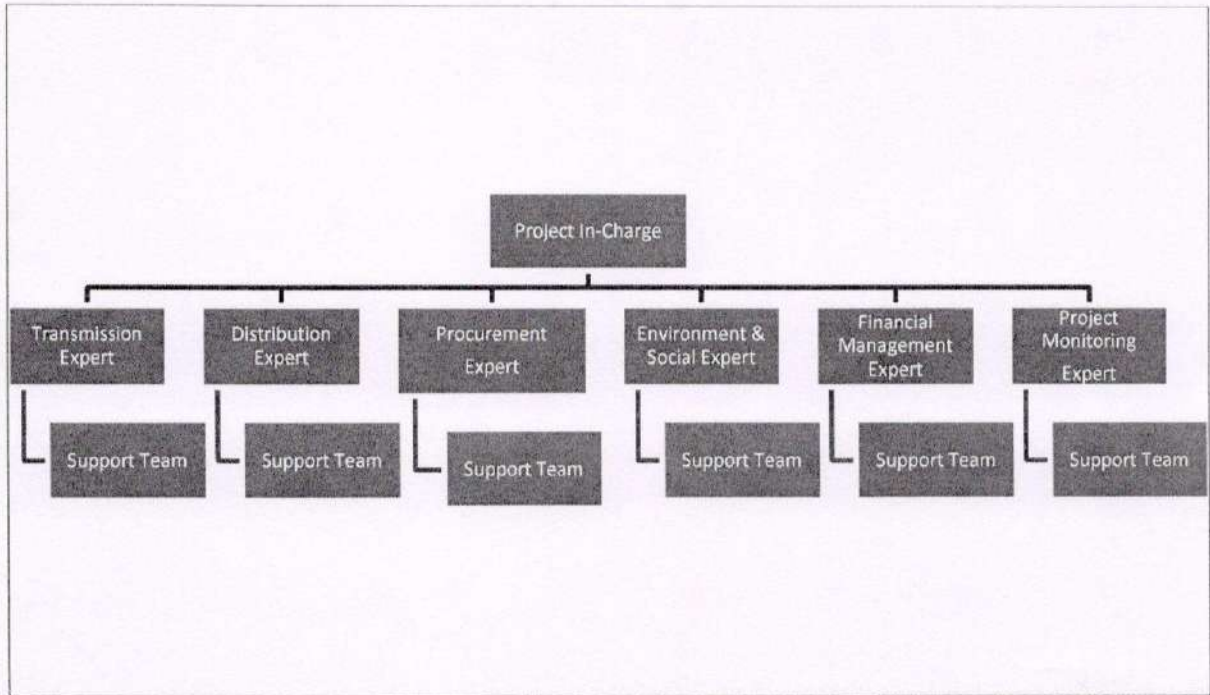 Project In-Charge
Transmission
Expert
Distribution
Expert
Procurement
Expert
Environment &
Social Expert
Financial
Management
Expert
Project
Monitoring
Expert
Support Team
Support Team
Support Team
Support Team
Support Team
Support Team